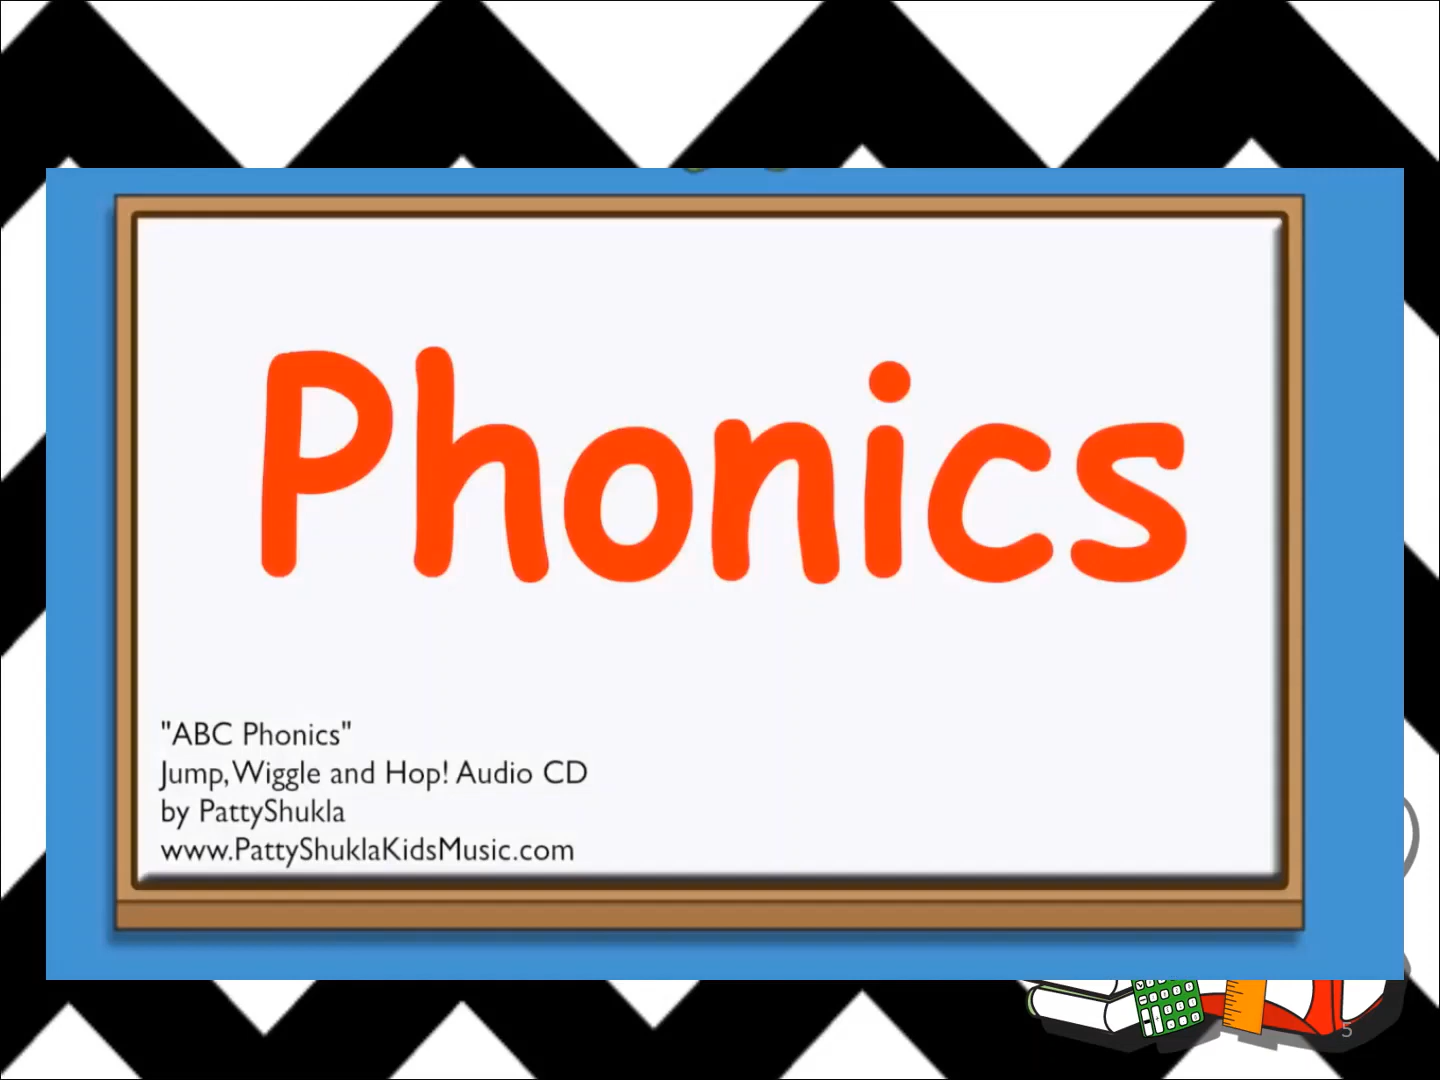 Phonics
"ABC Phonics"
Jump, Wiggle and Hop! Audio CD
by PattyShukla
www.PattyShuklaKidsMusic.com
5